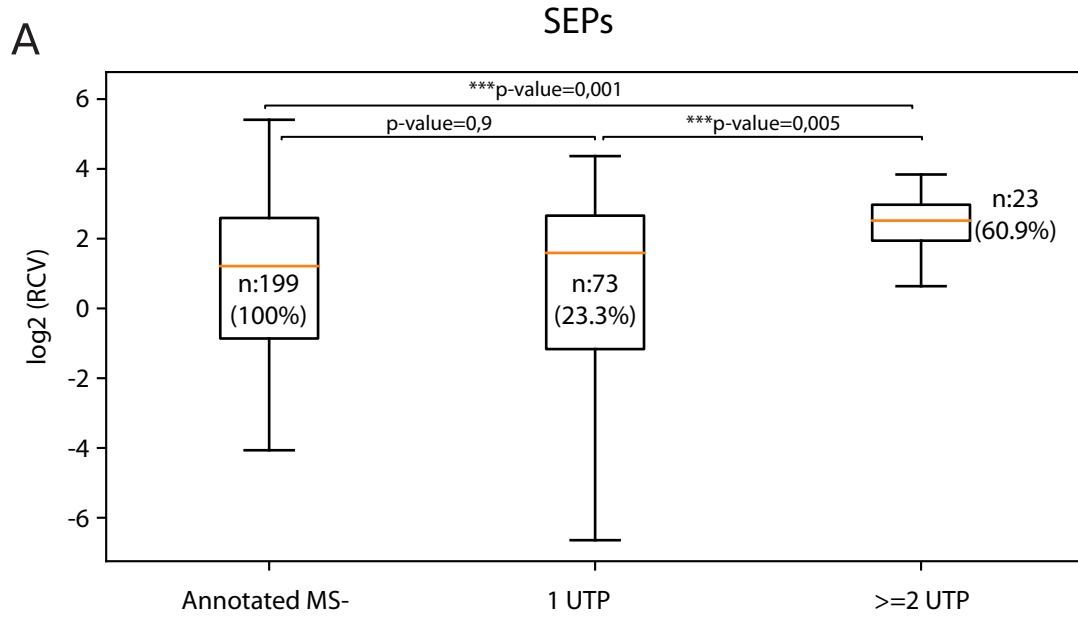 SEPs
A
***p-value=0,001
p-value=0,9
***p-value=0,005
6
4
2
0
-2
-4
-6
log2 (RCV)
n:199
(100%)
n:73
(23.3%)
n:23
(60.9%)
Annotated MS-
1 UTP
>=2 UTP